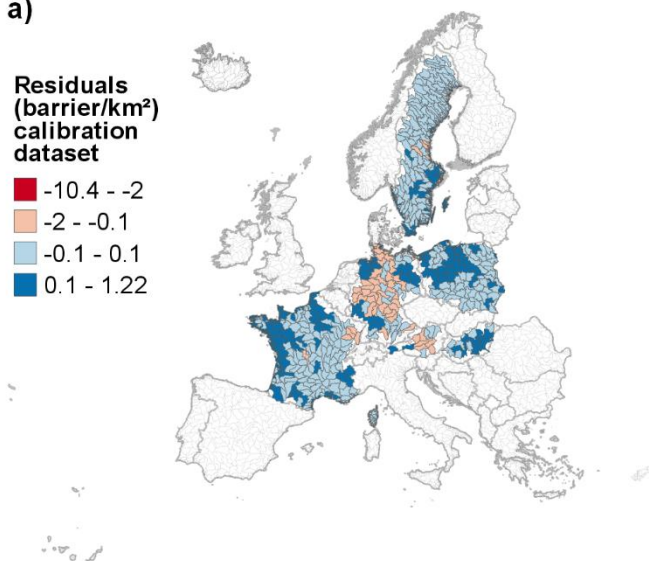 a)
Residuals
(barrier/km²)
calibration
dataset
-10.4 - -2
-2 - -0.1
-0.1 - 0.1
0.1 - 1.22